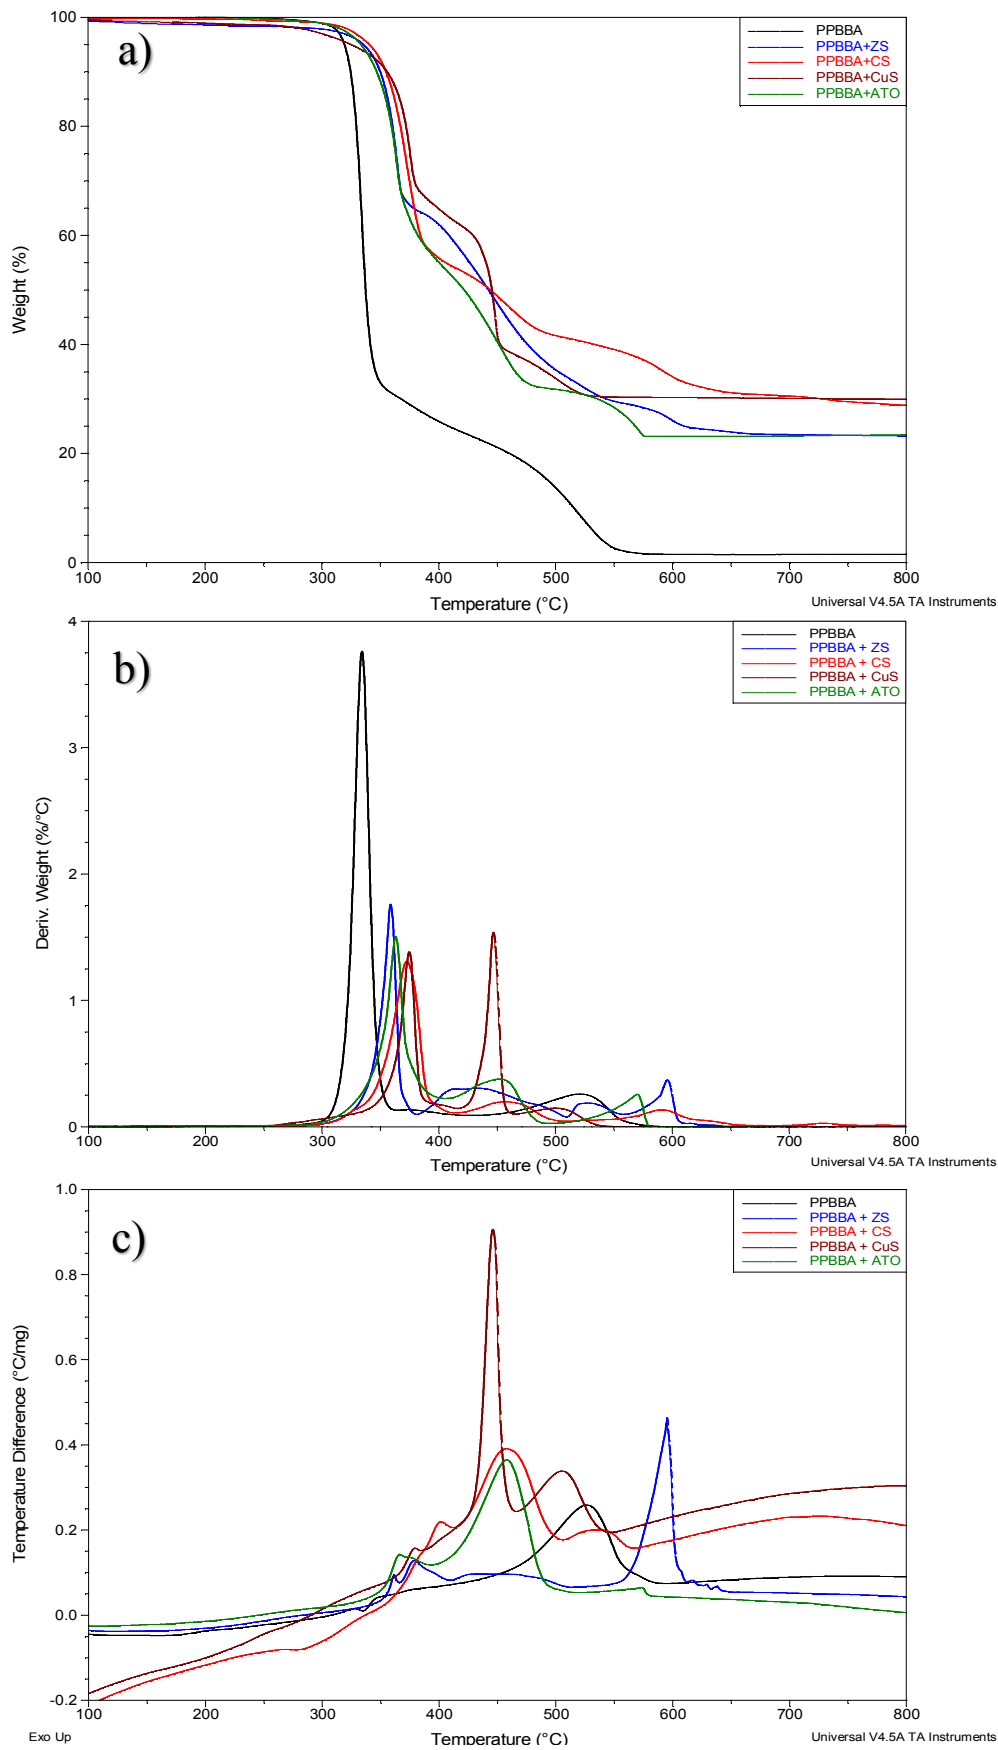 a)
PPBBA
PPBBA+ZS
PPBBA+CS
PPBBA+CuS
PPBBA+ATO
100
80
60
40
20
0
Weight (%)
100 200 300 400 500 600 700 800
Temperature (°C)
Universal V4.5A TA Instruments
b)
PPBBA
PPBBA + ZS
PPBBA + CS
PPBBA + CuS
PPBBA + ATO
4
3
2
1
0
Deriv. Weight (%/°C)
100 200 300 400 500 600 700 800
Temperature (°C)
Universal V4.5A TA Instruments
c)
PPBBA
PPBBA + ZS
PPBBA + CS
PPBBA + CuS
PPBBA + ATO
1.0
0.8
0.6
0.4
0.2
0.0
-0.2
Temperature Difference (°C/mg)
100 200 300 400 500 600 700 800
Exo Up
Temperature (°C)
Universal V4.5A TA Instruments